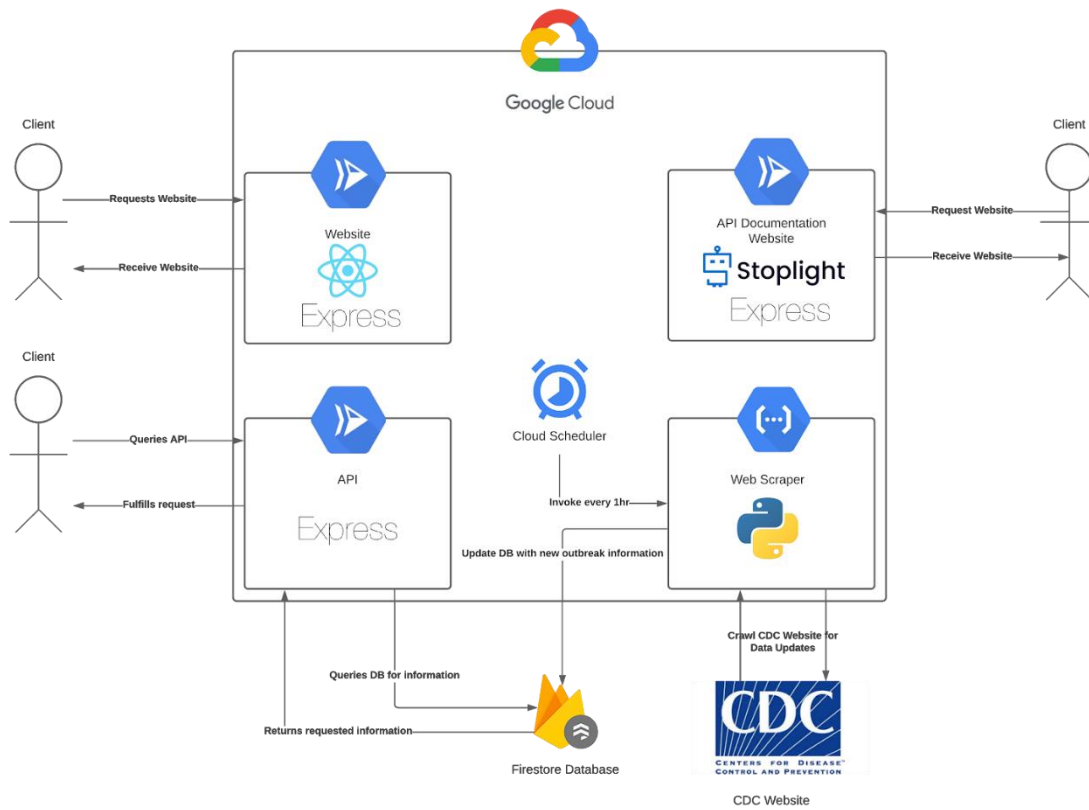 Google Cloud
Client
Requests Website
Receive Website
Website
Express
API Documentation
Website
Stoplight
Express
Client
Request Website
Receive Website
Client
Queries API
Fulfills request
API
Express
Cloud Scheduler
Invoke every 1hr
Web Scraper
Update DB with new outbreak information
Crawl CDC Website for
Data Updates
Queries DB for information
Returns requested information
Firestore Database
CDC
CENTERS FOR DISEASE
CONTROL AND PREVENTION
CDC Website